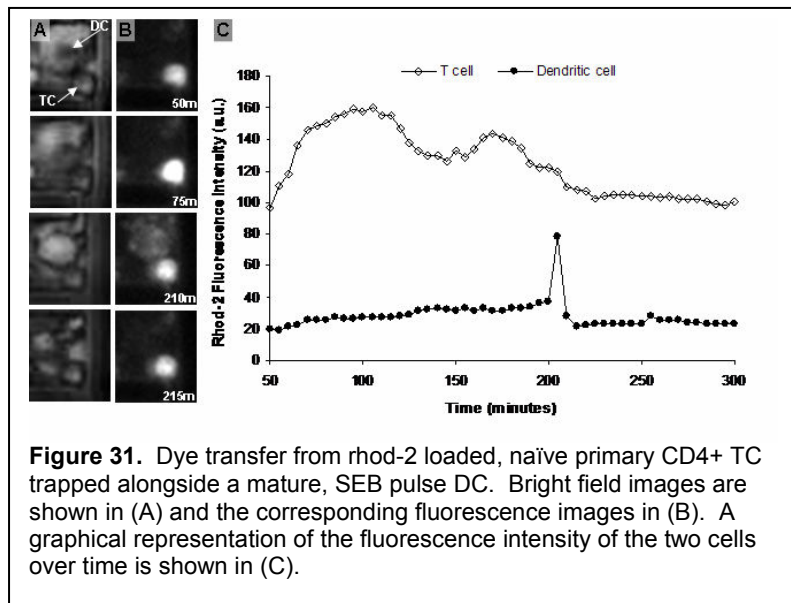 A
B
C
DC
TC
50m
75m
210m
215m
T cell
Dendritic cell
180
160
140
120
100
80
60
40
20
0
Rhod-2 Fluorescence Intensity (a.u.)
50
100
150
200
250
300
Time (minutes)
Figure 31. Dye transfer from rhod-2 loaded, naïve primary CD4+ TC
trapped alongside a mature, SEB pulse DC. Bright field images are
shown in (A) and the corresponding fluorescence images in (B). A
graphical representation of the fluorescence intensity of the two cells
over time is shown in (C).